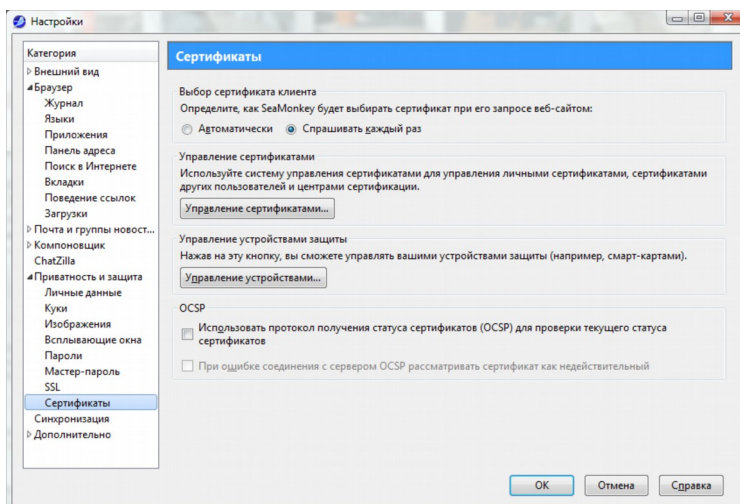 Настройки
Категория
Внешний вид
Браузер
Журнал
Языки
Приложения
Панель адреса
Поиск в Интернете
Вкладки
Поведение ссылок
Загрузки
Почта и группы новост...
Компоновщик
ChatZilla
Приватность и защита
Личные данные
Куки
Изображения
Всплывающие окна
Пароли
Мастер-пароль
SSL
Сертификаты
Синхронизация
Дополнительно
Сертификаты
Выбор сертификата клиента
Определите, как SeaMonkey будет выбирать сертификат при его запросе веб-сайтом:
Автоматически Спрашивать каждый раз
Управление сертификатами
Используйте систему управления сертификатами для управления личными сертификатами, сертификатами
других пользователей и центрами сертификации.
Управление сертификатами...
Управление устройствами защиты
Нажав на эту кнопку, вы сможете управлять вашими устройствами защиты (например, смарт-картами).
Управление устройствами...
OCSP
Использовать протокол получения статуса сертификатов (OCSP) для проверки текущего статуса
сертификатов
При ошибке соединения с сервером OCSP рассматривать сертификат как недействительный
OK Отмена Справка